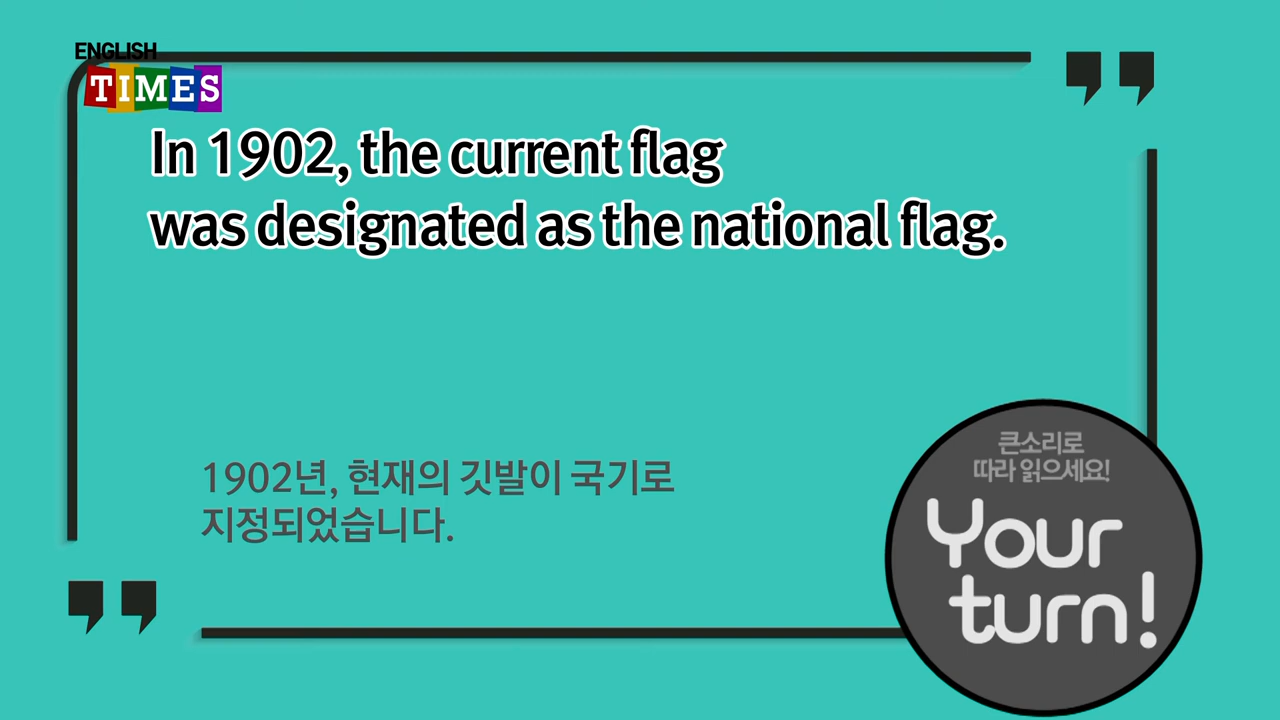 ENGLISH
TIMES
In 1902, the current flag
was designated as the national flag.
1902년, 현재의 깃발이 국기로
지정되었습니다.
큰소리로
따라 읽으세요!
Your
turn!